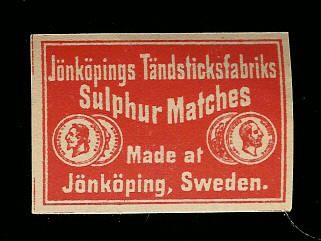 Jönköpings Tändsticksfabriks
Sulphur Matches
Made at
Jönköping, Sweden.